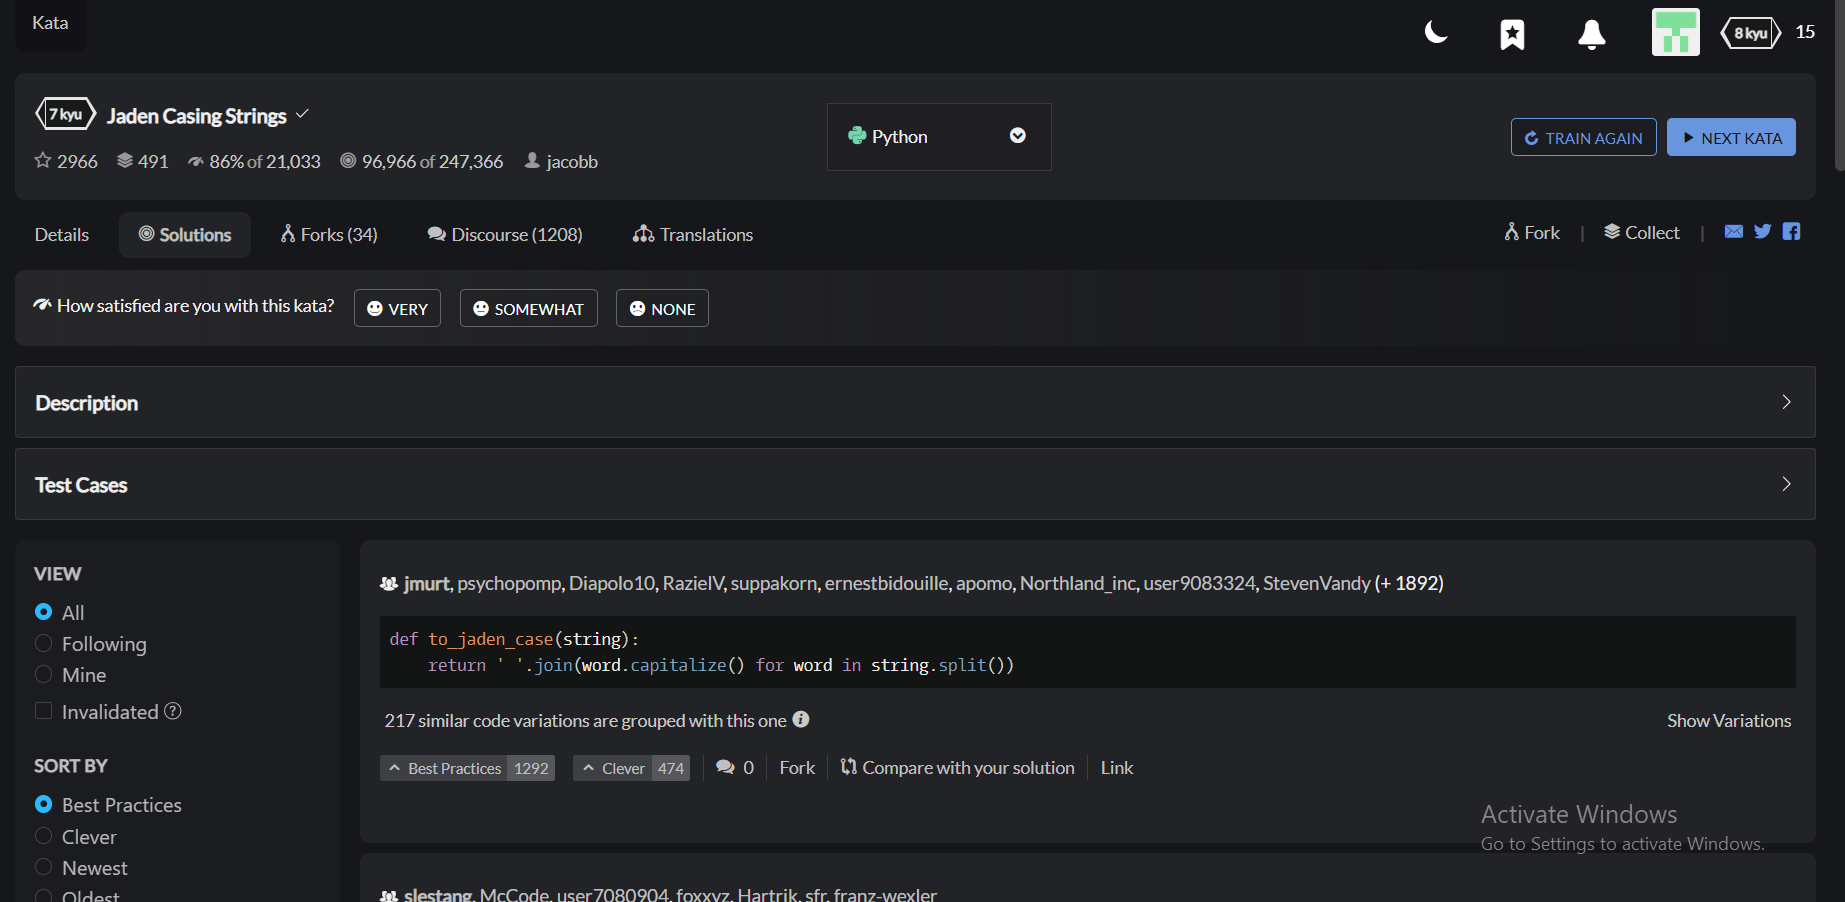 Kata
8 kyu 15
7 kyu Jaden Casing Strings
2966 491 86% of 21,033 96,966 of 247,366 jacobb
Python
TRAIN AGAIN NEXT KATA
Details Solutions Forks (34) Discourse (1208) Translations
Fork | Collect |
How satisfied are you with this kata? VERY SOMEWHAT NONE
Description
Test Cases
VIEW
All
Following
Mine
Invalidated
SORT BY
Best Practices
Clever
Newest
Oldest
jmurt, psychopomp, Diapolo10, RazielV, suppakorn, ernestbidouille, apomo, Northland_inc, user9083324, StevenVandy (+ 1892)
def to_jaden_case(string):
    return ' '.join(word.capitalize() for word in string.split())
217 similar code variations are grouped with this one
Show Variations
Best Practices 1292 Clever 474 0 Fork Compare with your solution Link
Activate Windows
Go to Settings to activate Windows.
slestang, McCode, user7080904, foxxyz, Hartrik, sfr, franz-wexler